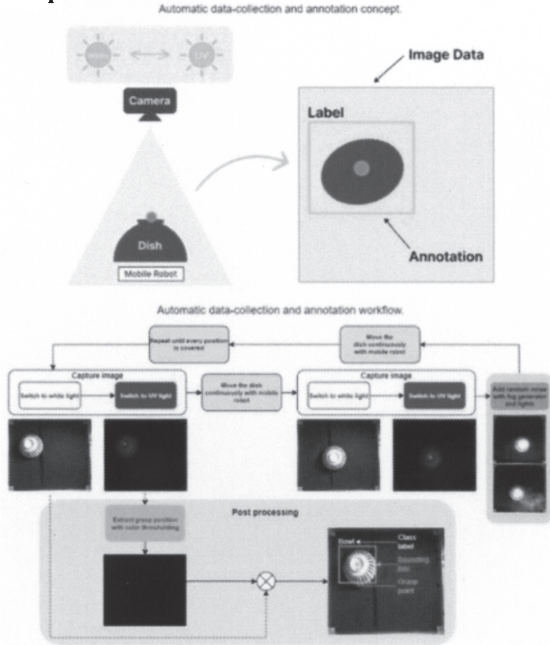 Automatic data-collection and annotation concept.
White
UV
Camera
Image Data
Label
Dish
Annotation
Mobile Robot
Automatic data-collection and annotation workflow.
Repeat until every position
is covered
Move the
dish continuously
with mobile robot
Capture image
Switch to white light
Switch to UV light
Move the dish
continuously with mobile
robot
Capture image
Switch to white light
Switch to UV light
Add random noise
with fog generator
and lights
Post processing
Extract grasp position
with color thresholding
Bowl
Class
label
Bounding
box
Grasp
point